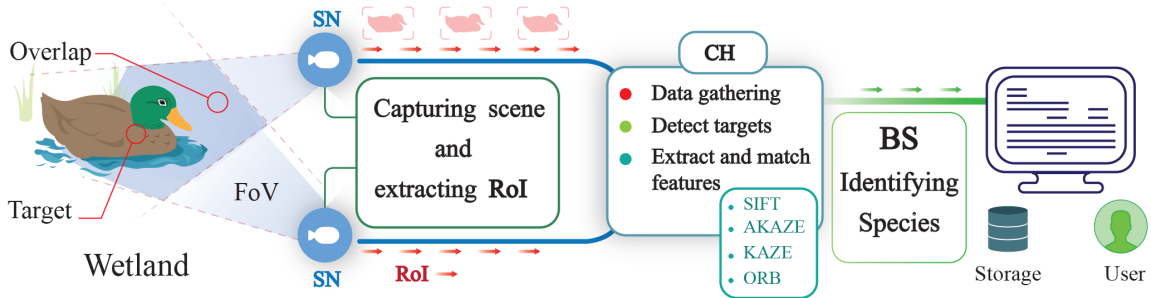 Overlap
Target
Wetland
FoV
SN
SN
Capturing scene
and
extracting RoI
RoI
CH
Data gathering
Detect targets
Extract and match
features
SIFT
AKAZE
KAZE
ORB
BS
Identifying
Species
Storage
User